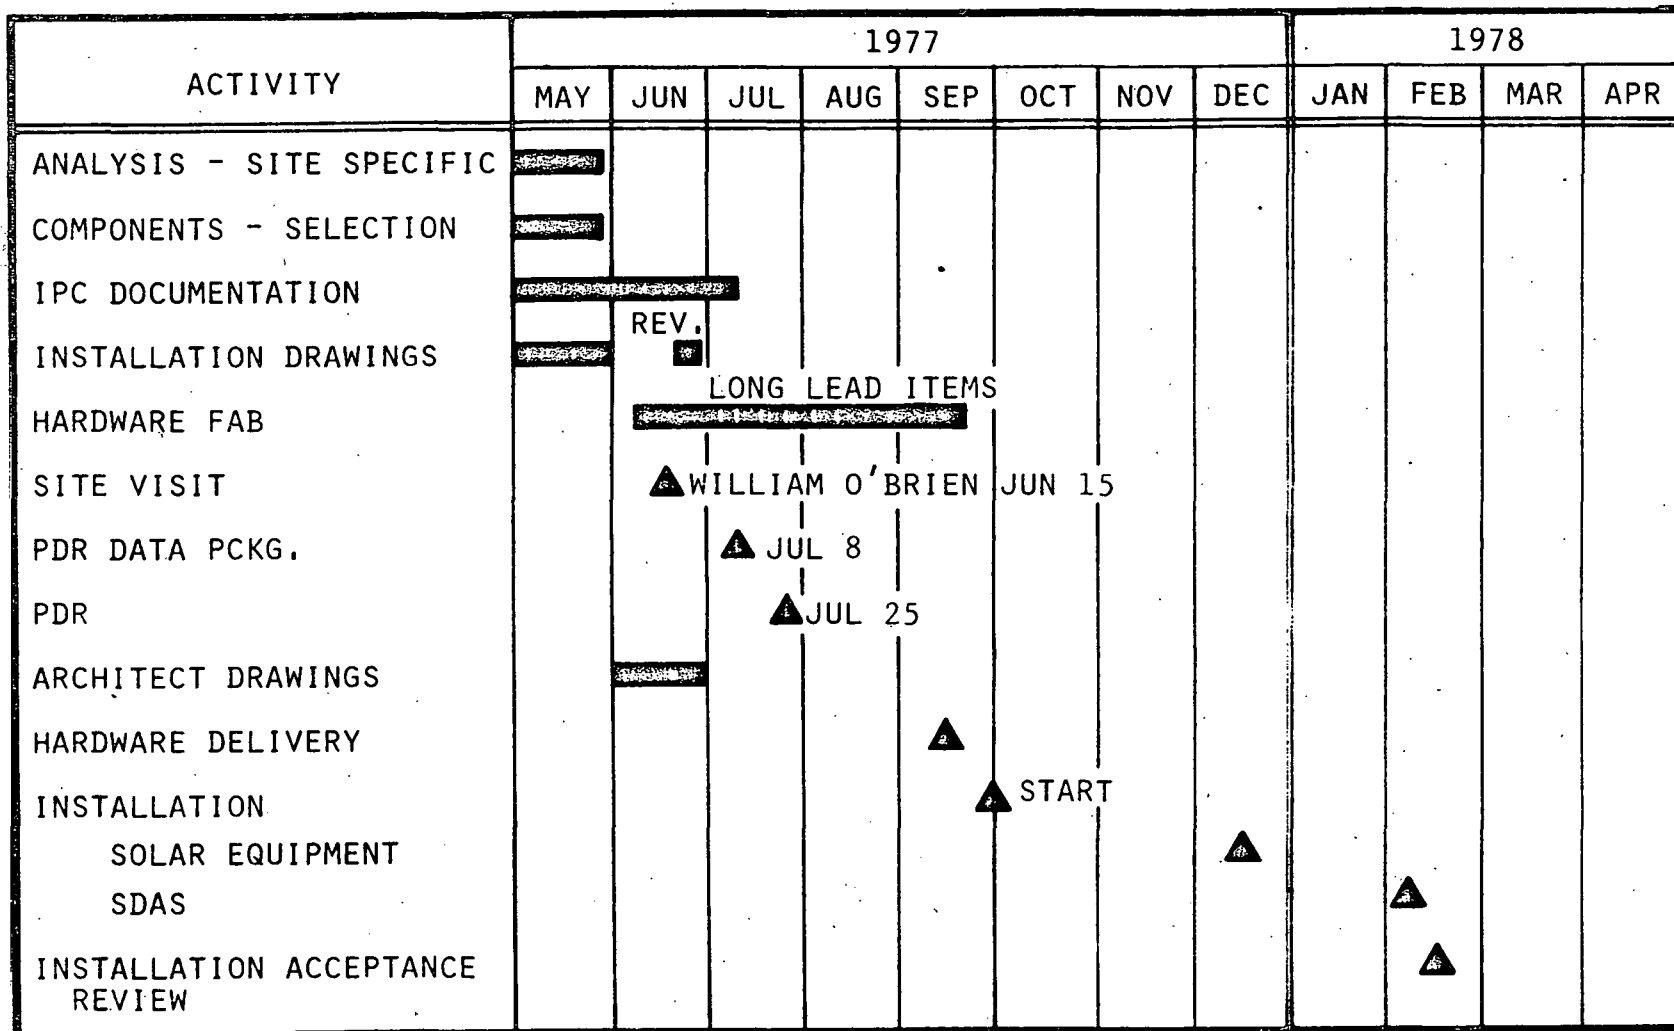 1977 1978
ACTIVITY
MAY JUN JUL AUG SEP OCT NOV DEC JAN FEB MAR APR
ANALYSIS - SITE SPECIFIC
COMPONENTS - SELECTION
IPC DOCUMENTATION
REV.
INSTALLATION DRAWINGS
LONG LEAD ITEMS
HARDWARE FAB
SITE VISIT WILLIAM O'BRIEN JUN 15
PDR DATA PCKG. JUL 8
PDR JUL 25
ARCHITECT DRAWINGS
HARDWARE DELIVERY
INSTALLATION START
SOLAR EQUIPMENT
SDAS
INSTALLATION ACCEPTANCE
REVIEW